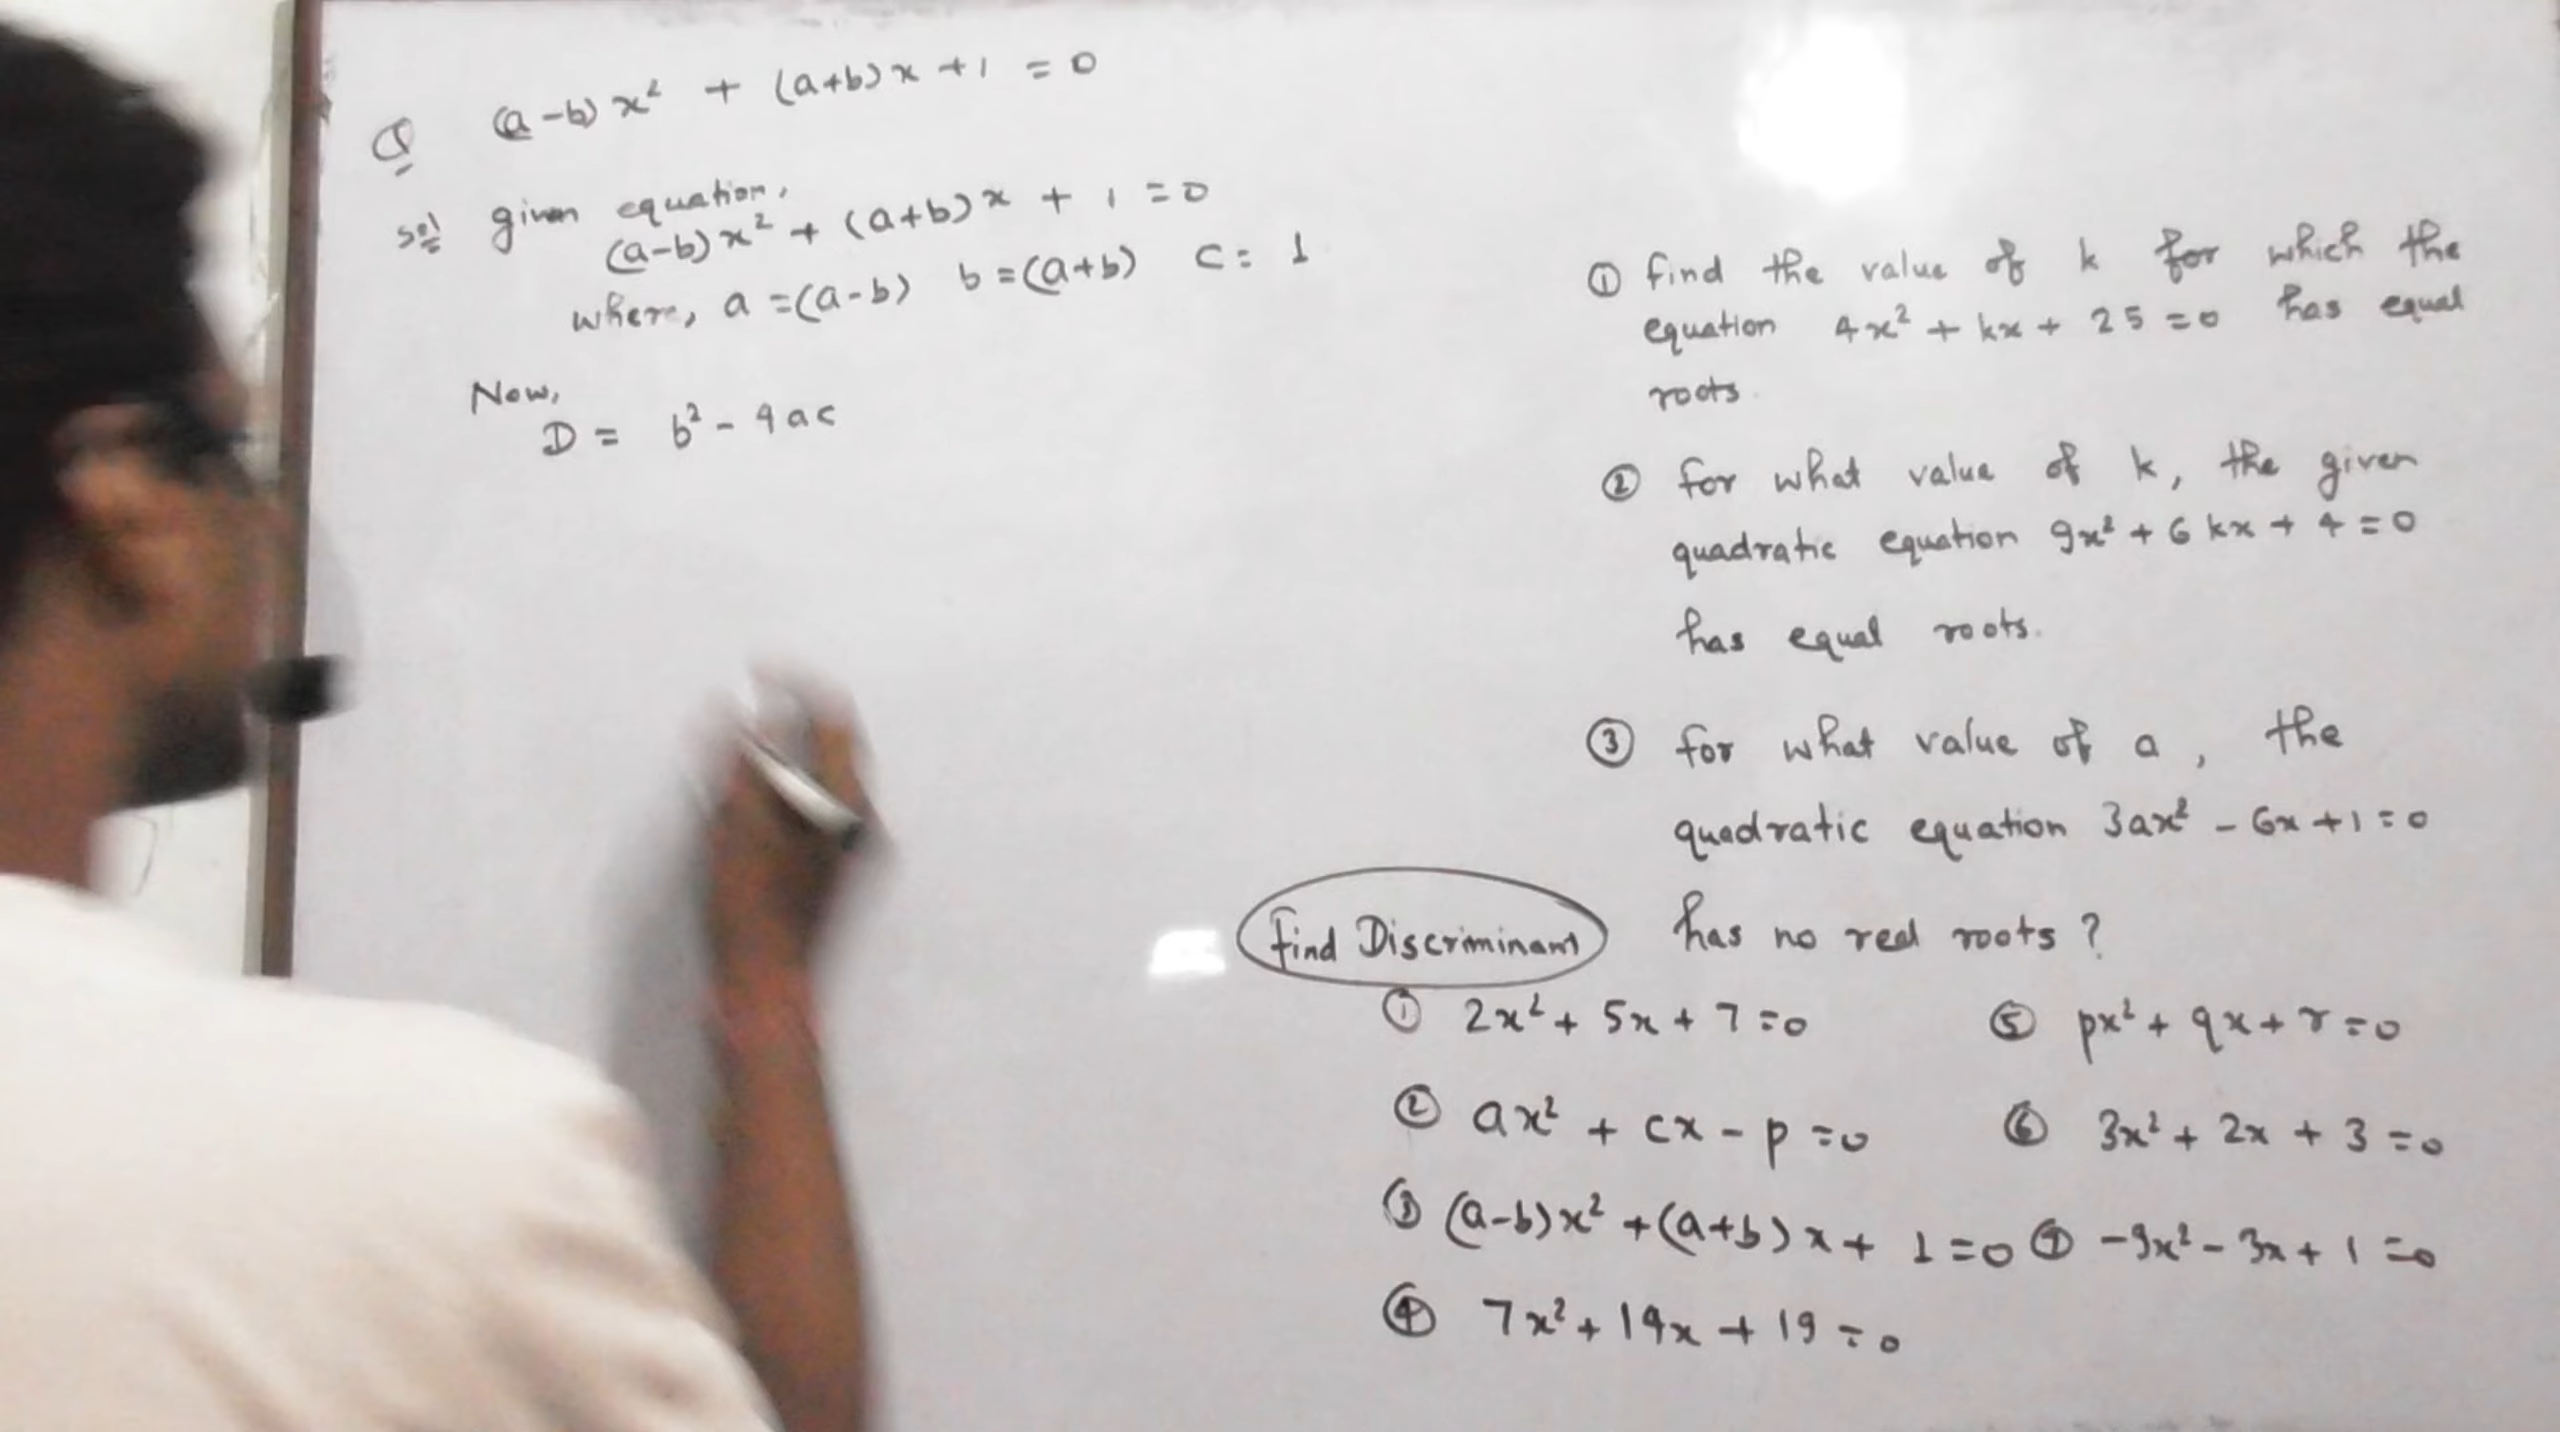 Q (a-b)x² + (a+b)x +1 = 0
sol given equation,
(a-b)x² + (a+b)x + 1 = 0
where, a =(a-b) b =(a+b) c = 1
Now,
D = b² - 4ac
① find the value of k for which the
equation 4x² + kx + 25 = 0 has equal
roots.
② for what value of k, the given
quadratic equation 9x² + 6kx + 4 = 0
has equal roots.
③ for what value of a, the
quadratic equation 3ax² - 6x + 1 = 0
has no real roots?
find Discriminant
① 2x² + 5x + 7 = 0
② ax² + cx - p = 0
③ (a-b)x² + (a+b)x + 1 = 0
④ 7x² + 14x + 19 = 0
⑤ px² + qx + r = 0
⑥ 3x² + 2x + 3 = 0
⑦ -9x² - 3x + 1 = 0